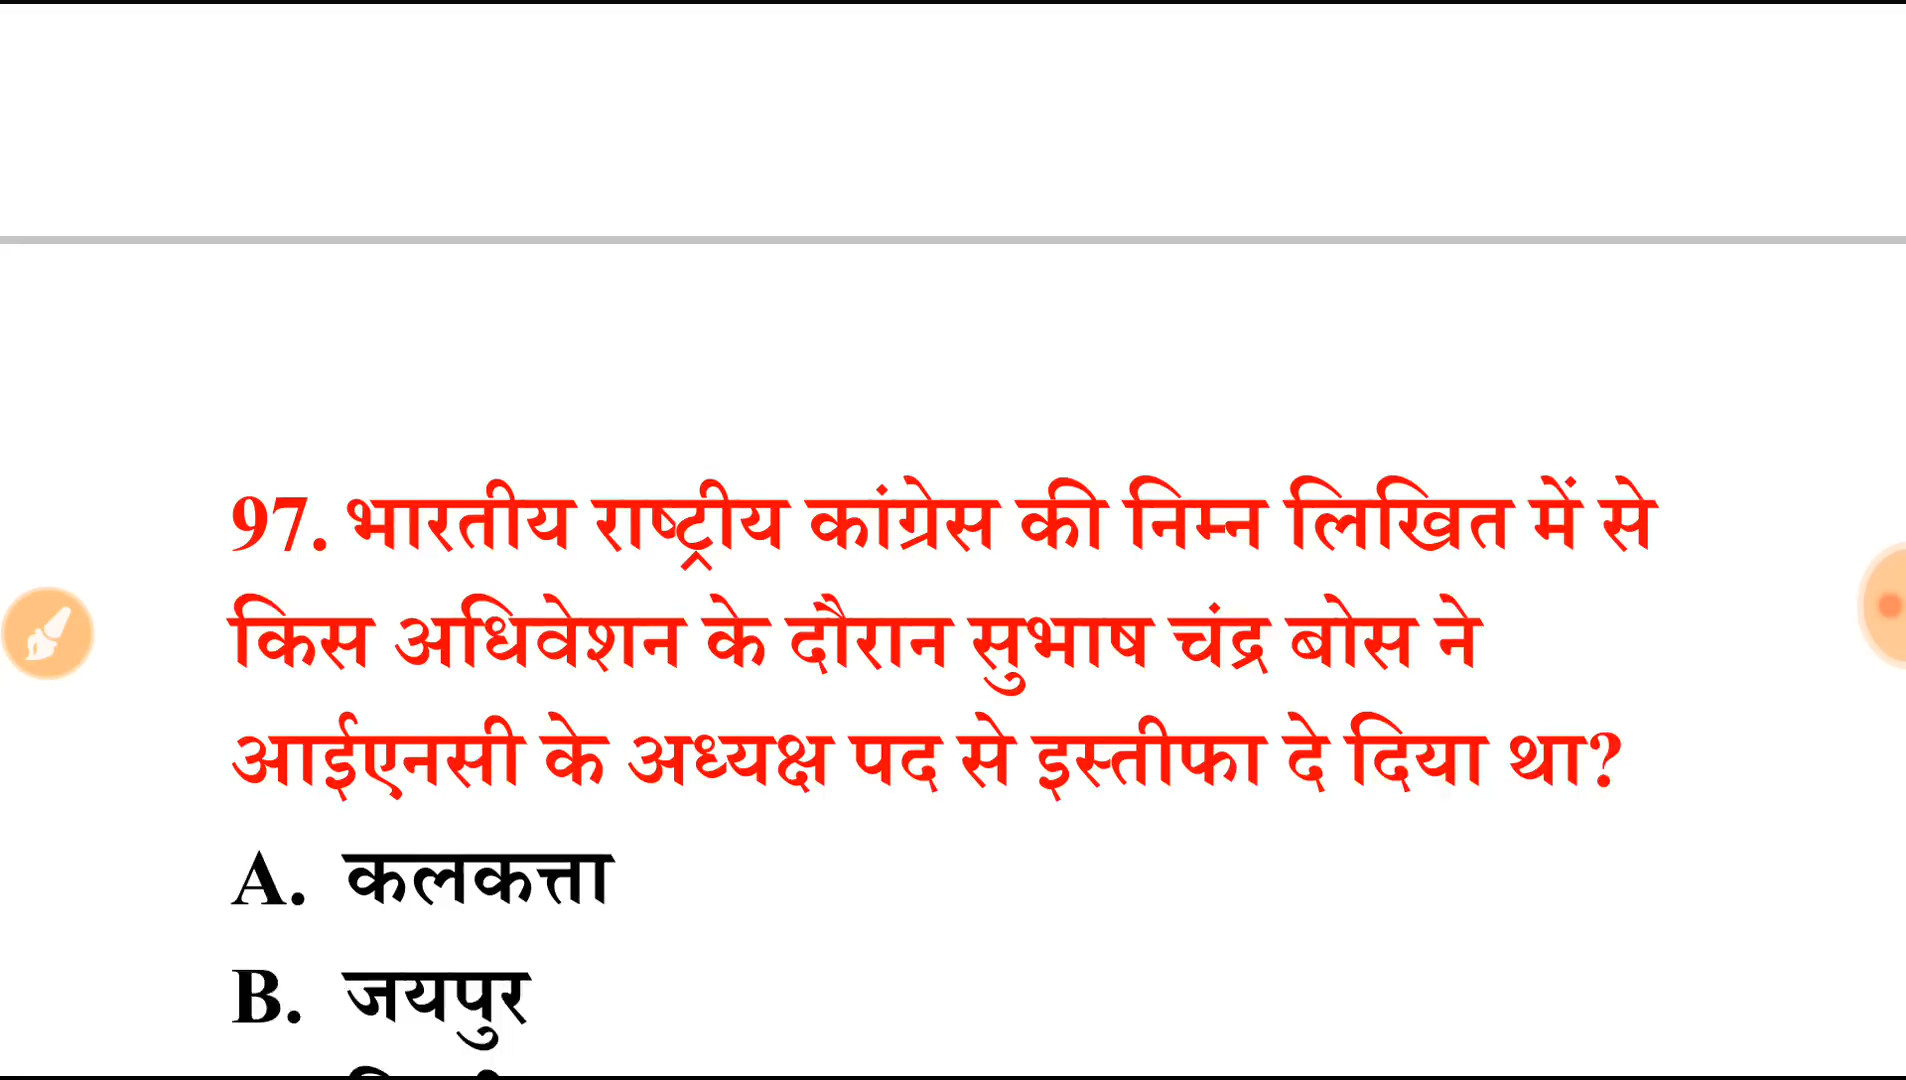 97. भारतीय राष्ट्रीय कांग्रेस की निम्न लिखित में से
किस अधिवेशन के दौरान सुभाष चंद्र बोस ने
आईएनसी के अध्यक्ष पद से इस्तीफा दे दिया था?
A. कलकत्ता
B. जयपुर